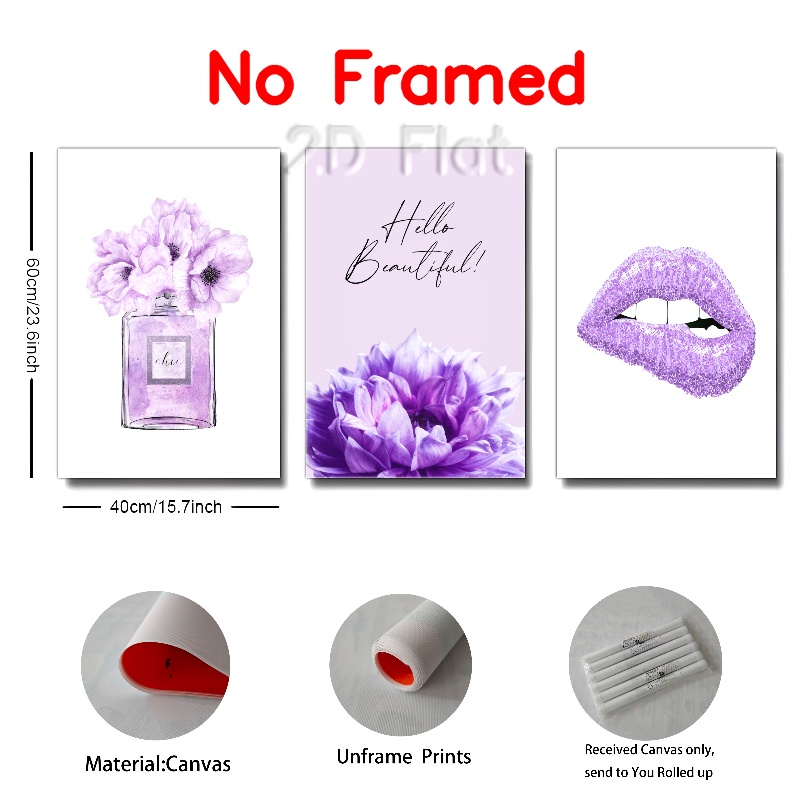 No Framed
2D Flat
60cm/23.6inch
chic
Hello
Beautiful!
40cm/15.7inch
Material:Canvas
Unframe Prints
Received Canvas only,
send to You Rolled up